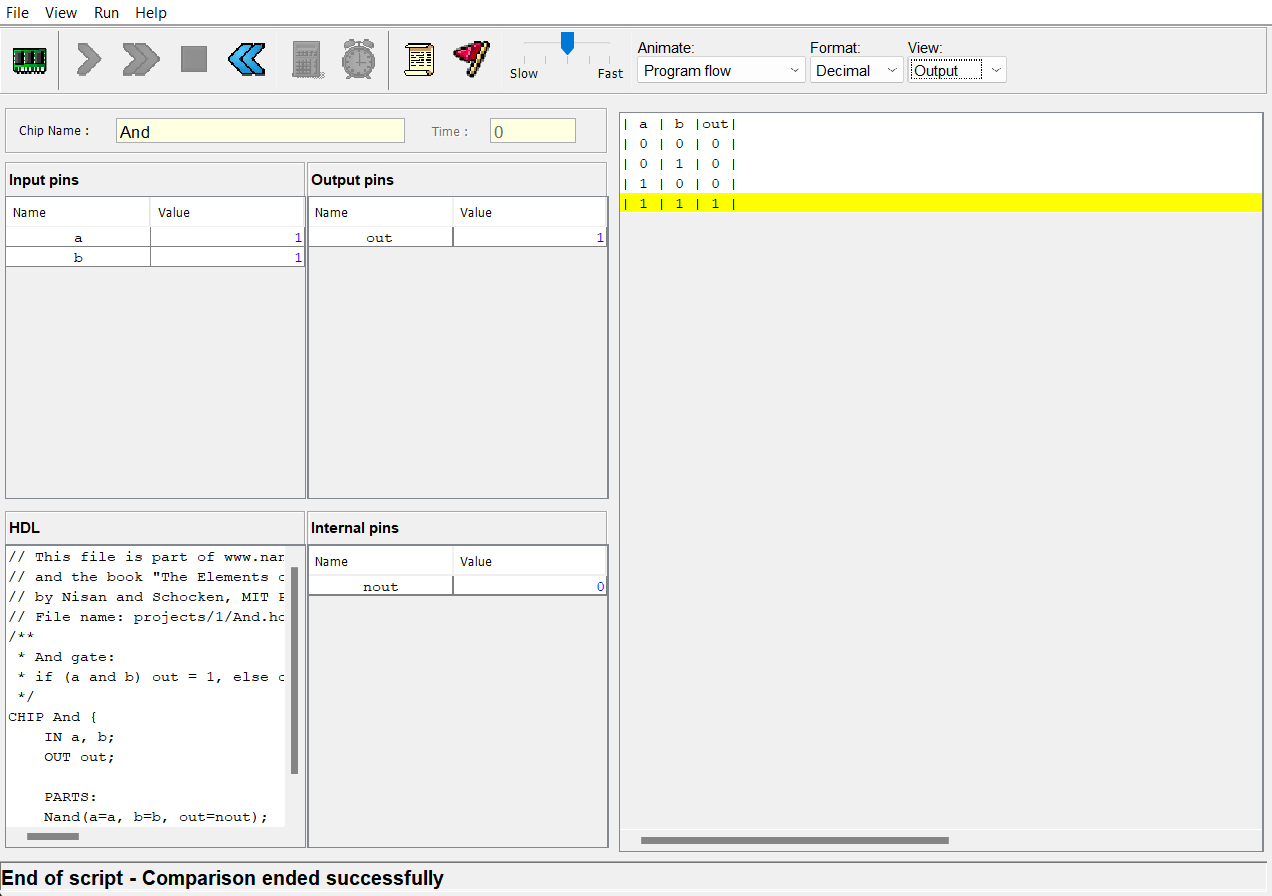 File View Run Help
Animate: Format: View:
Slow Fast Program flow Decimal Output
Chip Name : And Time : 0
Input pins
Name Value
a 1
b 1
Output pins
Name Value
out 1
HDL
// This file is part of www.nan
// and the book "The Elements o
// by Nisan and Schocken, MIT P
// File name: projects/1/And.hd
/**
 * And gate:
 * if (a and b) out = 1, else o
 */
CHIP And {
    IN a, b;
    OUT out;
    PARTS:
    Nand(a=a, b=b, out=nout);
Internal pins
Name Value
nout 0
| a | b |out|
| 0 | 0 | 0 |
| 0 | 1 | 0 |
| 1 | 0 | 0 |
| 1 | 1 | 1 |
End of script - Comparison ended successfully